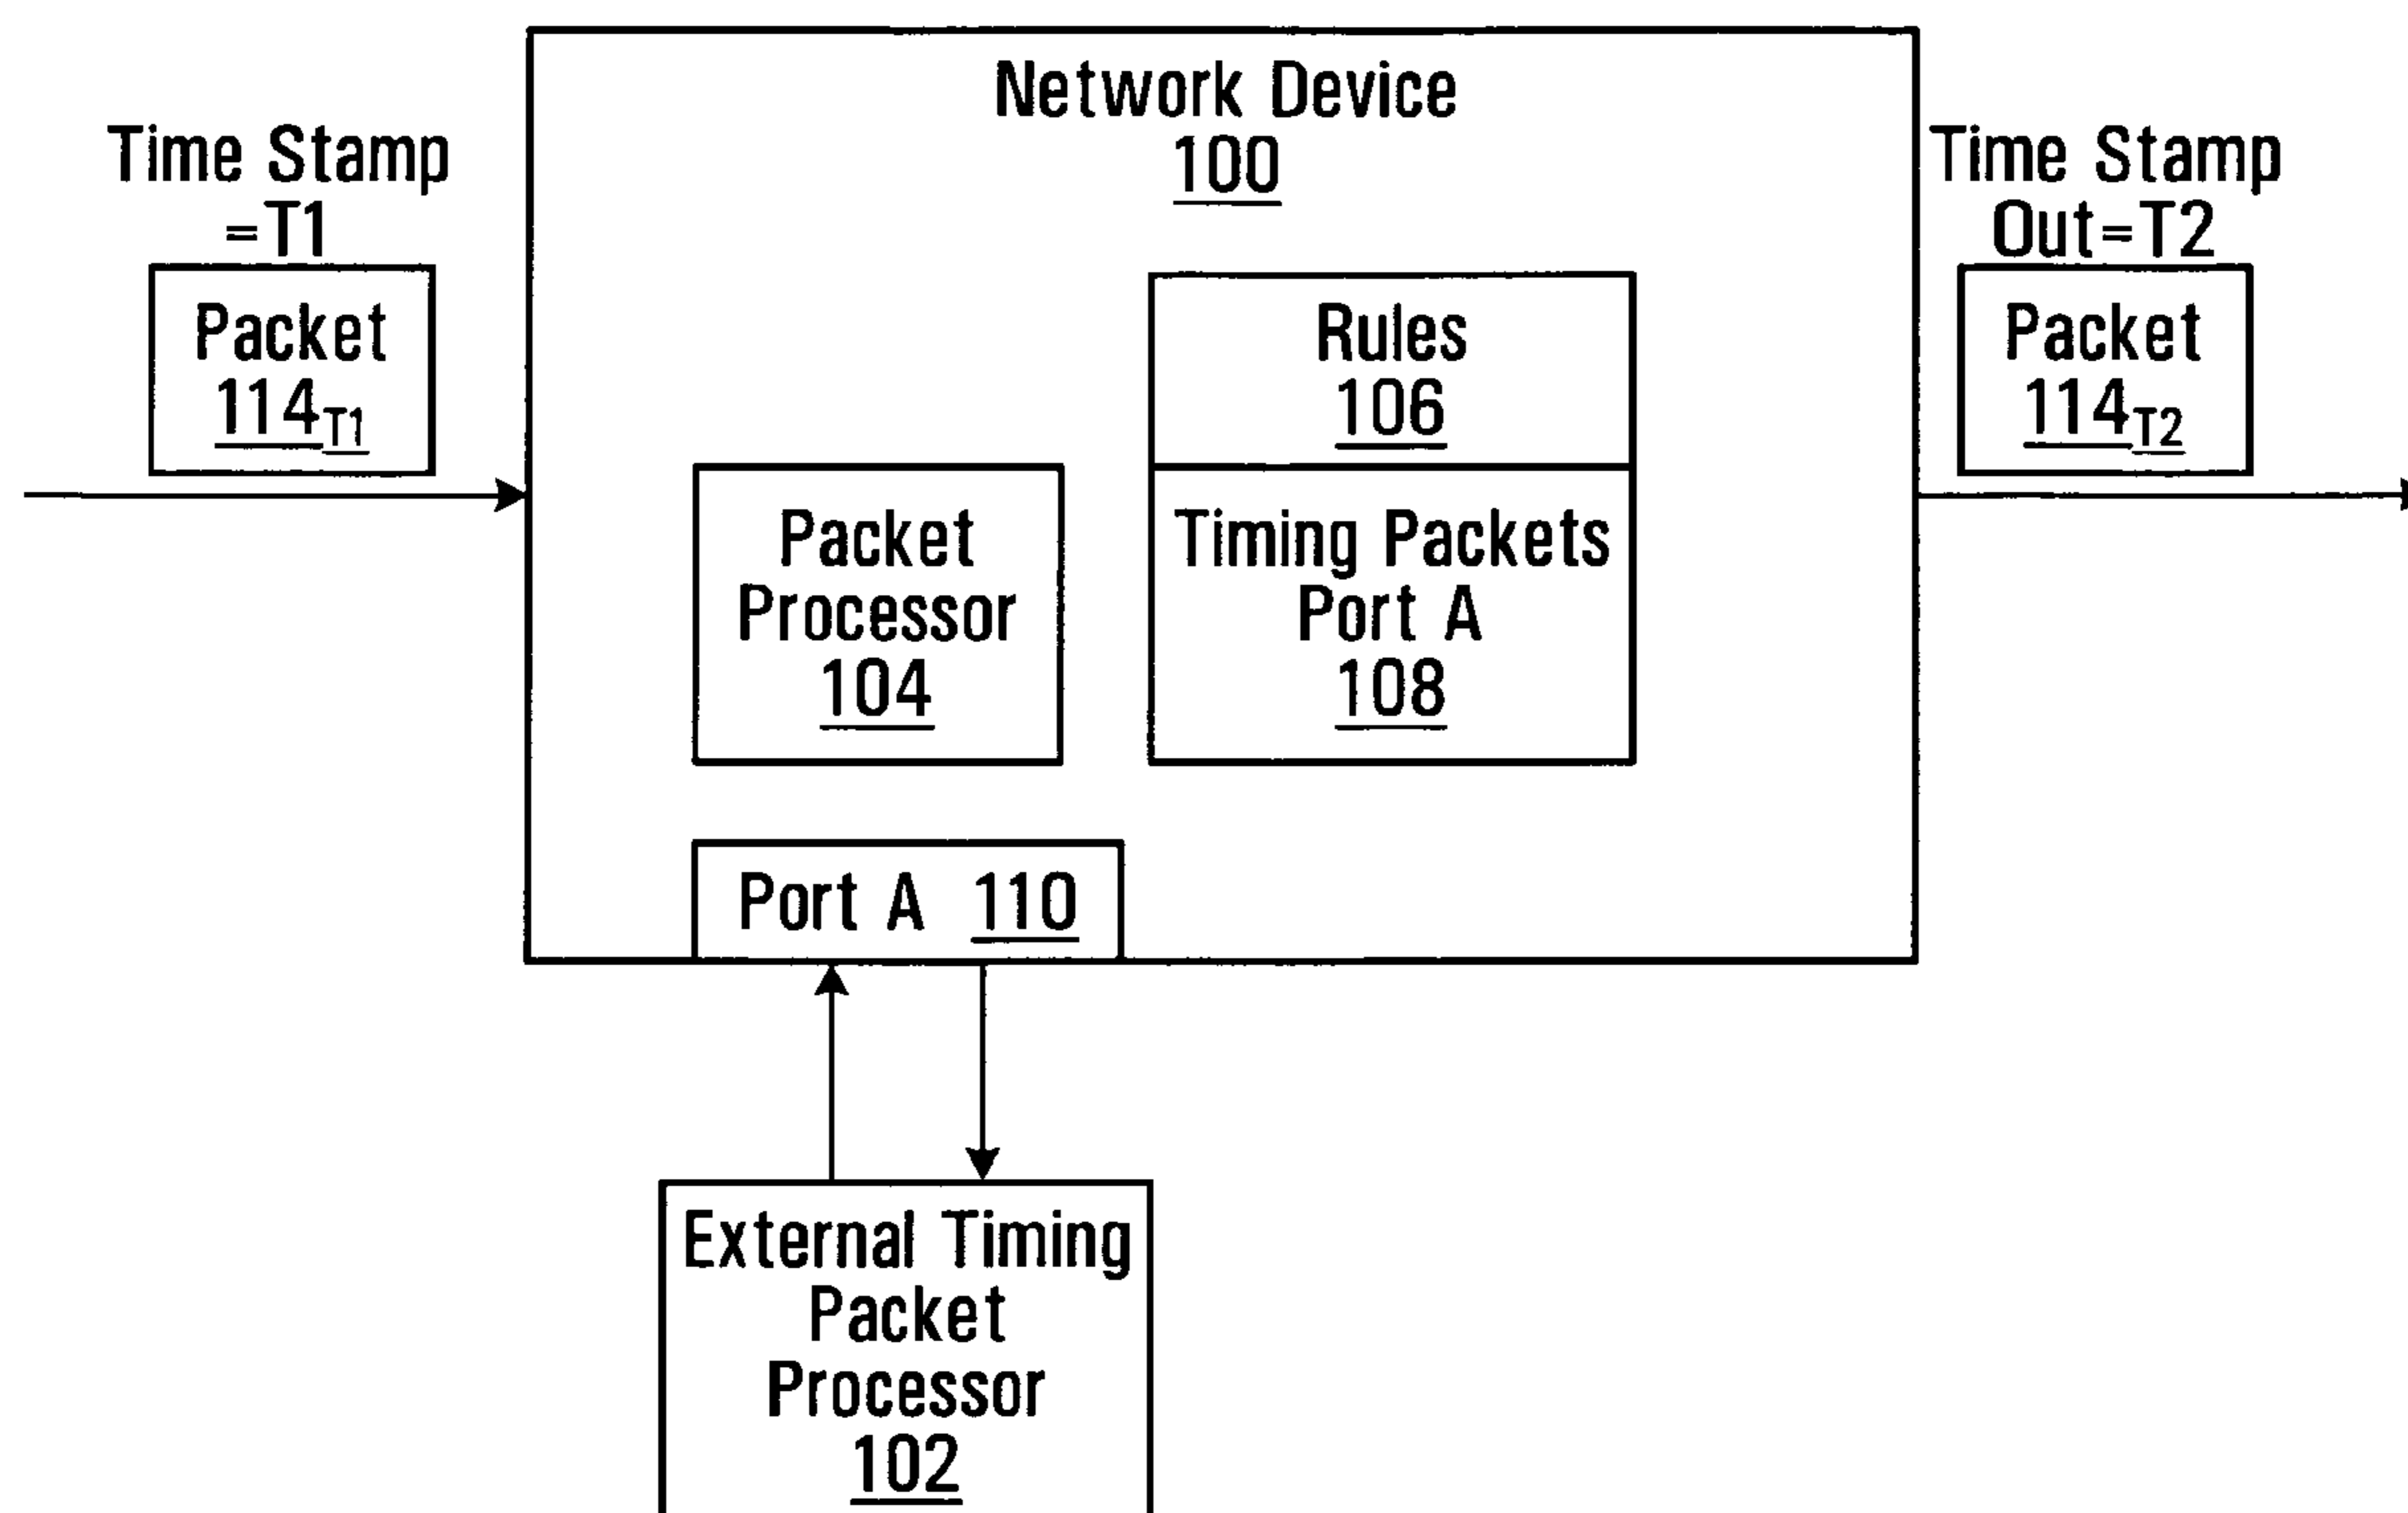 Network Device
100
Time Stamp
=T1
Packet
114T1
Time Stamp
Out=T2
Packet
114T2
Rules
106
Packet
Processor
104
Timing Packets
Port A
108
Port A 110
External Timing
Packet
Processor
102